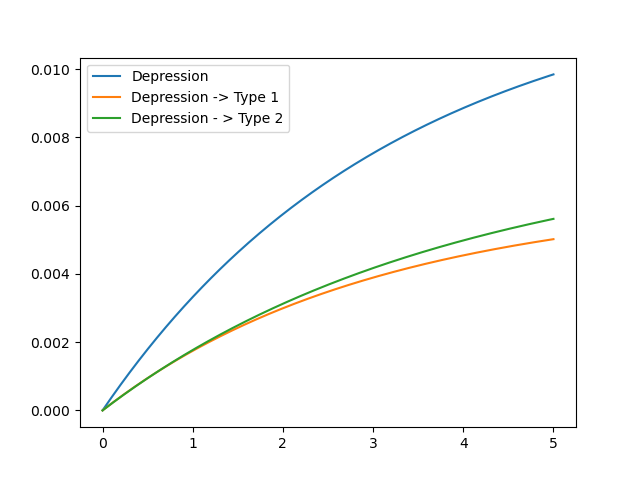 Depression
Depression -> Type 1
Depression - > Type 2
0.010
0.008
0.006
0.004
0.002
0.000
0 1 2 3 4 5